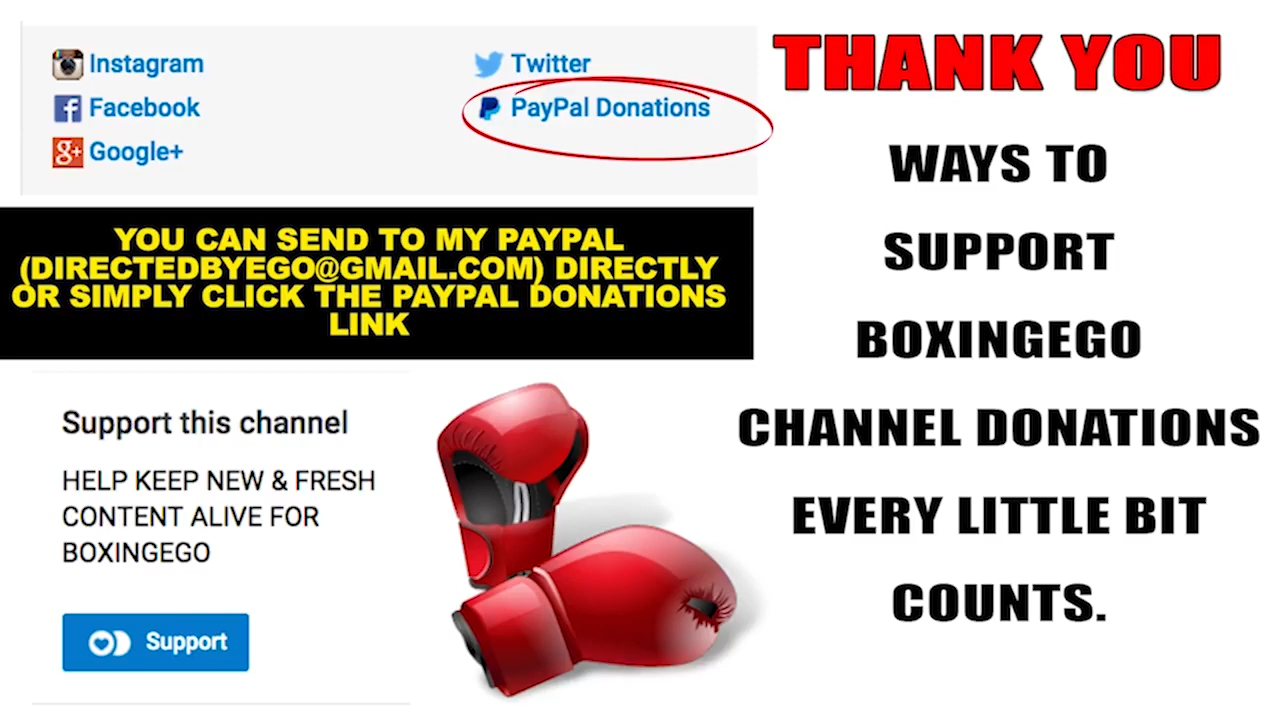 Instagram
Twitter
Facebook
PayPal Donations
Google+
YOU CAN SEND TO MY PAYPAL
(DIRECTEDBYEGO@GMAIL.COM) DIRECTLY
OR SIMPLY CLICK THE PAYPAL DONATIONS
LINK
Support this channel
HELP KEEP NEW & FRESH
CONTENT ALIVE FOR
BOXINGEGO
Support
THANK YOU
WAYS TO
SUPPORT
BOXINGEGO
CHANNEL DONATIONS
EVERY LITTLE BIT
COUNTS.